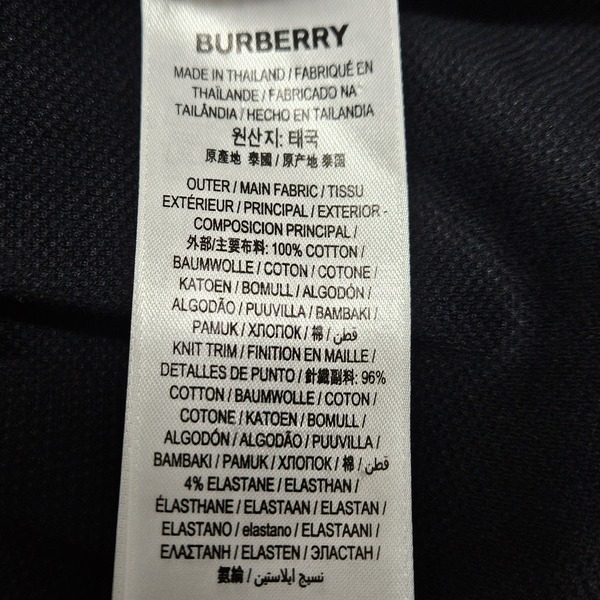 BURBERRY
MADE IN THAILAND / FABRIQUÉ EN
THAÏLANDE / FABRICADO NA
TAILÂNDIA / HECHO EN TAILANDIA
원산지: 태국
原產地 泰國 / 原产地 泰国
OUTER / MAIN FABRIC / TISSU
EXTÉRIEUR / PRINCIPAL / EXTERIOR -
COMPOSICION PRINCIPAL /
外部/主要布料: 100% COTTON /
BAUMWOLLE / COTON / COTONE /
KATOEN / BOMULL / ALGODÓN /
ALGODÃO / PUUVILLA / BAMBAKI /
PAMUK / ХЛОПОК / 棉 / قطن
KNIT TRIM / FINITION EN MAILLE /
DETALLES DE PUNTO / 針織副料: 96%
COTTON / BAUMWOLLE / COTON /
COTONE / KATOEN / BOMULL /
ALGODÓN / ALGODÃO / PUUVILLA /
BAMBAKI / PAMUK / ХЛОПОК / 棉 / قطن
4% ELASTANE / ELASTHAN /
ÉLASTHANE / ELASTAAN / ELASTAN /
ELASTANO / elastano / ELASTAANI /
ΕΛΑΣΤΑΝΗ / ELASTEN / ЭЛАСТАН /
氨綸 / نسيج ايلاستين